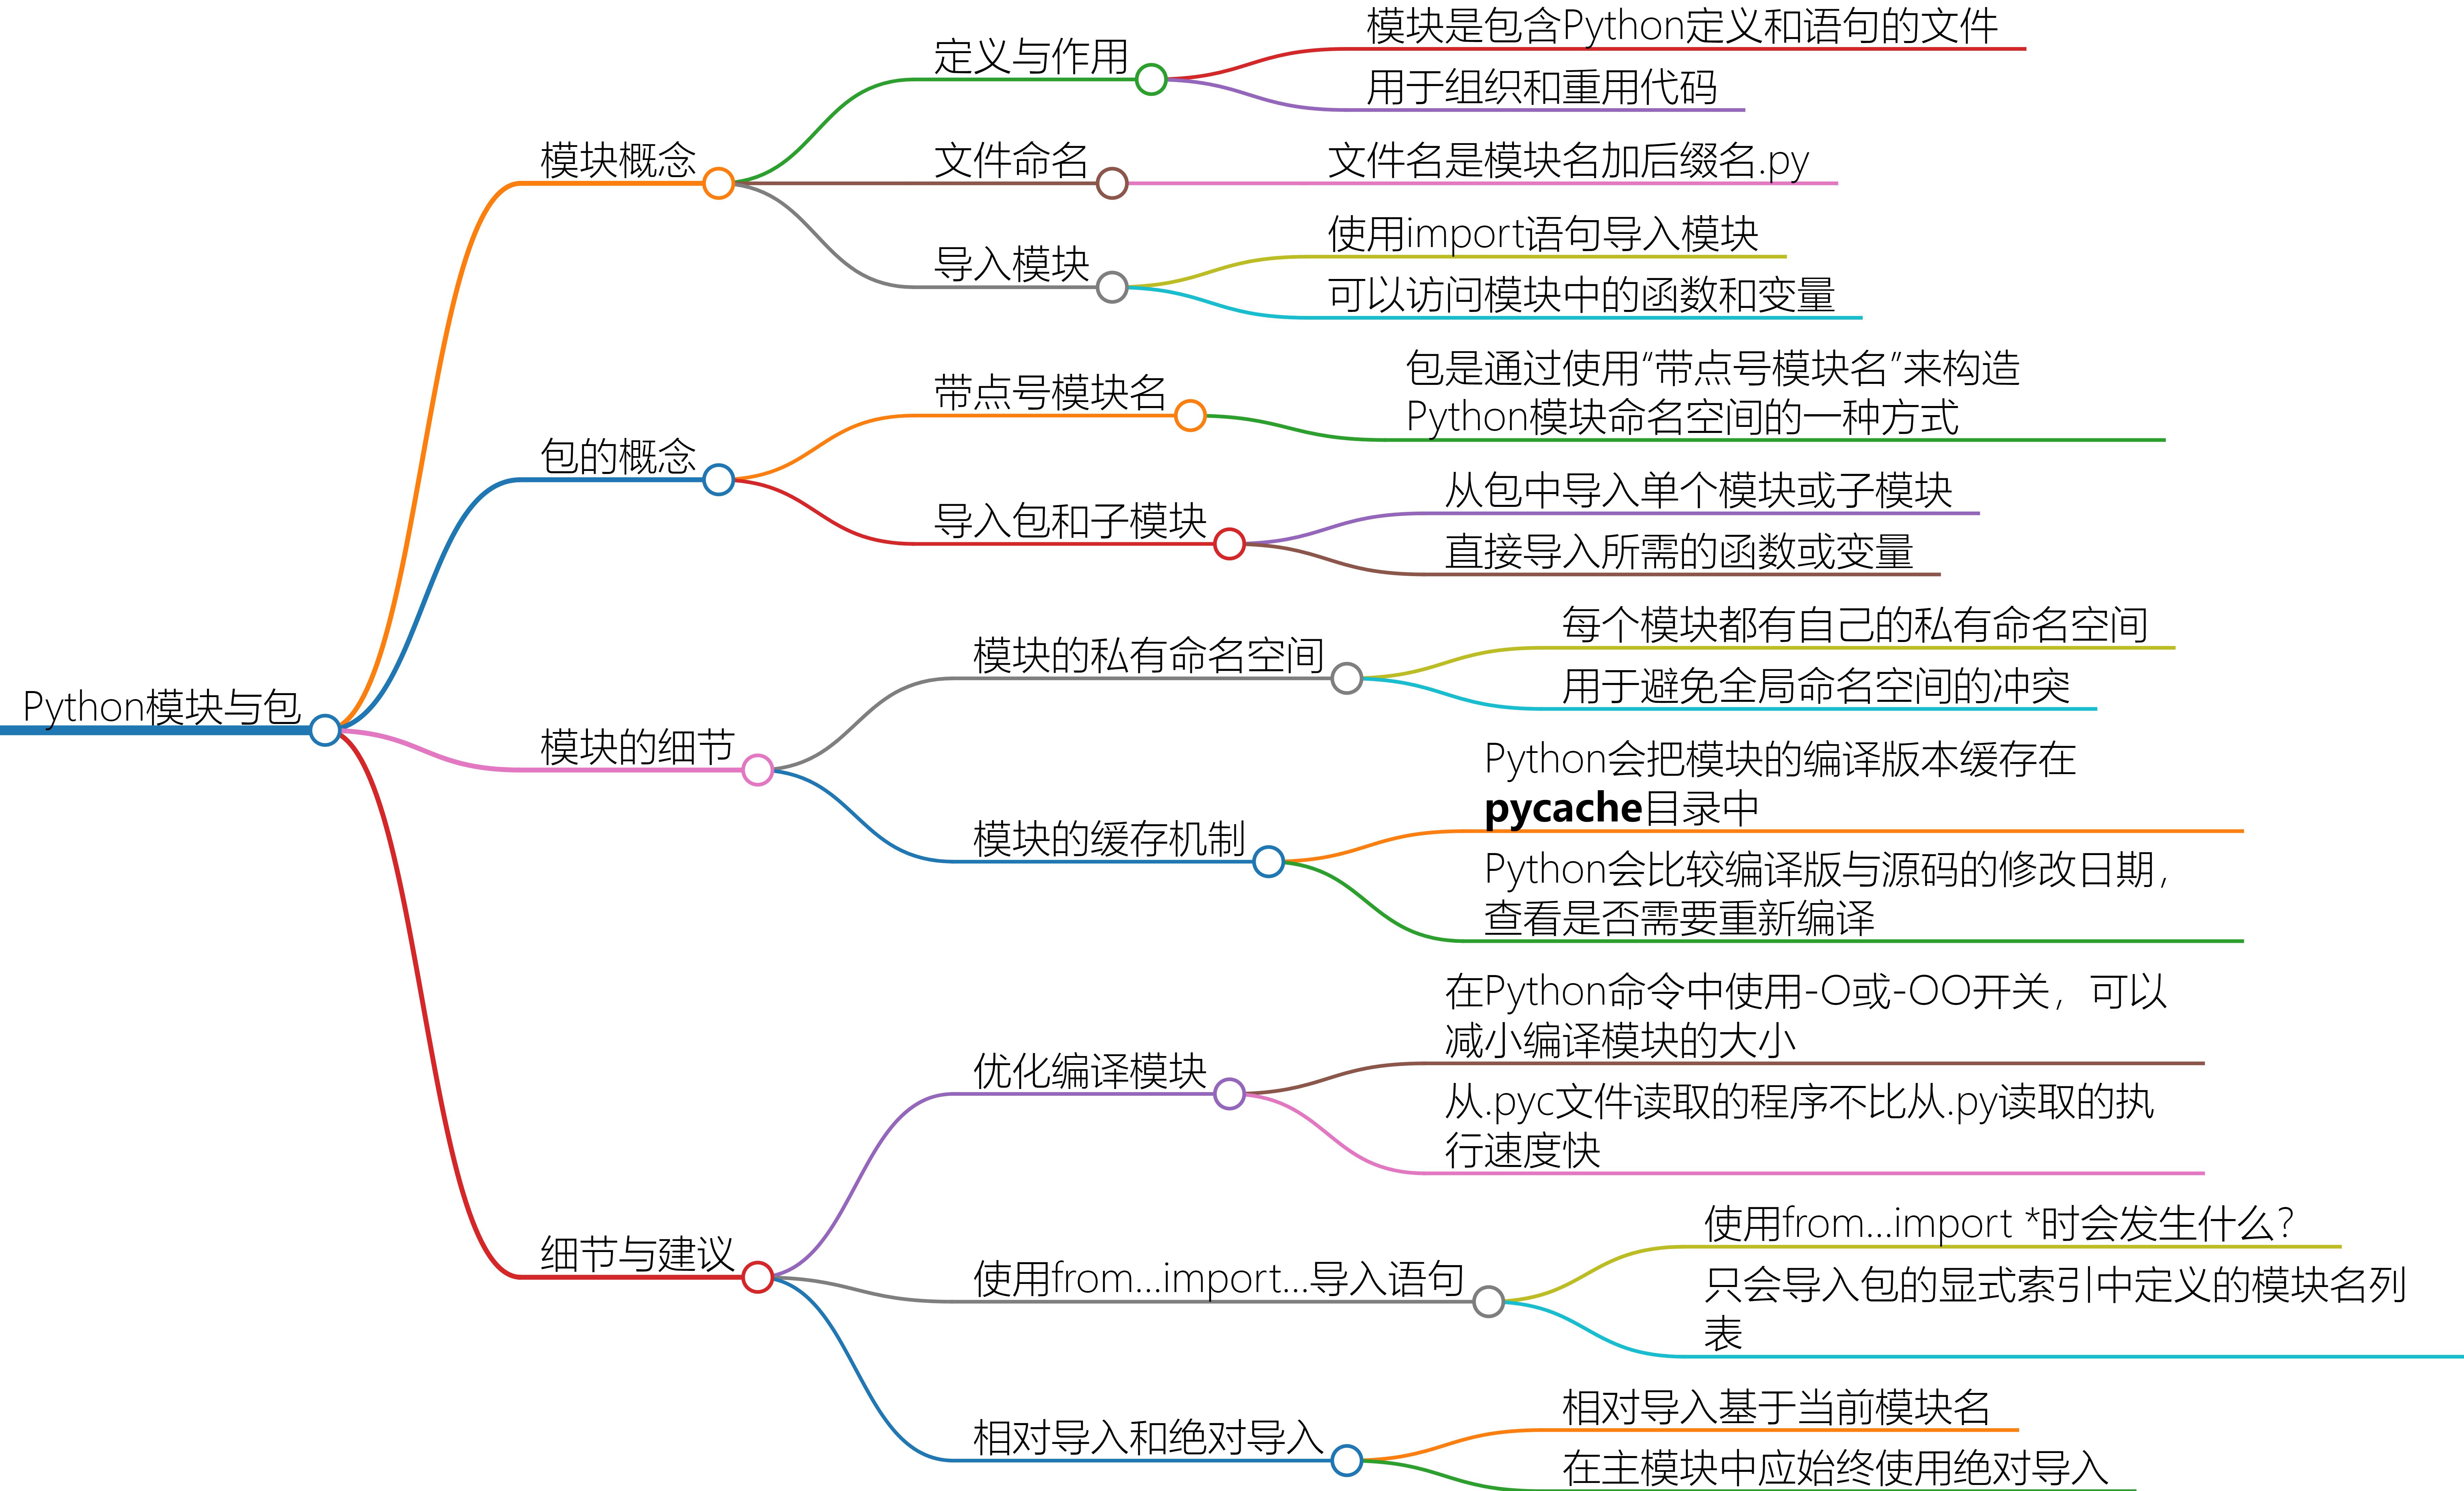 Python模块与包
模块概念
定义与作用
模块是包含Python定义和语句的文件
用于组织和重用代码
文件命名
文件名是模块名加后缀名.py
导入模块
使用import语句导入模块
可以访问模块中的函数和变量
包的概念
带点号模块名
包是通过使用“带点号模块名”来构造
Python模块命名空间的一种方式
导入包和子模块
从包中导入单个模块或子模块
直接导入所需的函数或变量
模块的细节
模块的私有命名空间
每个模块都有自己的私有命名空间
用于避免全局命名空间的冲突
模块的缓存机制
Python会把模块的编译版本缓存在
pycache目录中
Python会比较编译版与源码的修改日期，
查看是否需要重新编译
细节与建议
优化编译模块
在Python命令中使用-O或-OO开关，可以
减小编译模块的大小
从.pyc文件读取的程序不比从.py读取的执
行速度快
使用from...import...导入语句
使用from...import *时会发生什么？
只会导入包的显式索引中定义的模块名列
表
相对导入和绝对导入
相对导入基于当前模块名
在主模块中应始终使用绝对导入